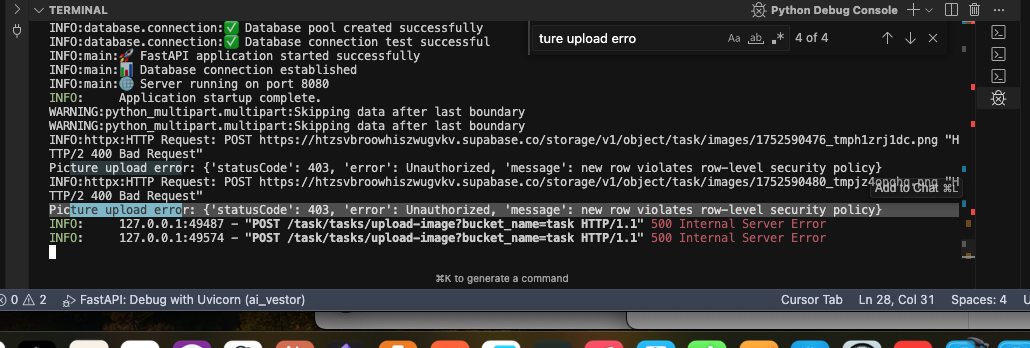 TERMINAL
Python Debug Console
INFO:database.connection:✅ Database pool created successfully
INFO:database.connection:✅ Database connection test successful
INFO:main:🚀 FastAPI application started successfully
INFO:main:📊 Database connection established
INFO:main:🌐 Server running on port 8080
INFO:     Application startup complete.
WARNING:python_multipart.multipart:Skipping data after last boundary
WARNING:python_multipart.multipart:Skipping data after last boundary
INFO:httpx:HTTP Request: POST https://htzsvbroowhiszwugvkv.supabase.co/storage/v1/object/task/images/1752590476_tmph1zrj1dc.png "H
TTP/2 400 Bad Request"
Picture upload error: {'statusCode': 403, 'error': Unauthorized, 'message': new row violates row-level security policy}
INFO:httpx:HTTP Request: POST https://htzsvbroowhiszwugvkv.supabase.co/storage/v1/object/task/images/1752590480 "H
TTP/2 400 Bad Request"
Picture upload error: {'statusCode': 403, 'error': Unauthorized, 'message': new row violates row-level security policy}
INFO:     127.0.0.1:49487 - "POST /task/tasks/upload-image?bucket_name=task HTTP/1.1" 500 Internal Server Error
INFO:     127.0.0.1:49574 - "POST /task/tasks/upload-image?bucket_name=task HTTP/1.1" 500 Internal Server Error
ture upload erro
Aa ab .* 4 of 4
Add to Chat ⌘L
⌘K to generate a command
0 2 FastAPI: Debug with Uvicorn (ai_vestor)
Cursor Tab Ln 28, Col 31 Spaces: 4 U